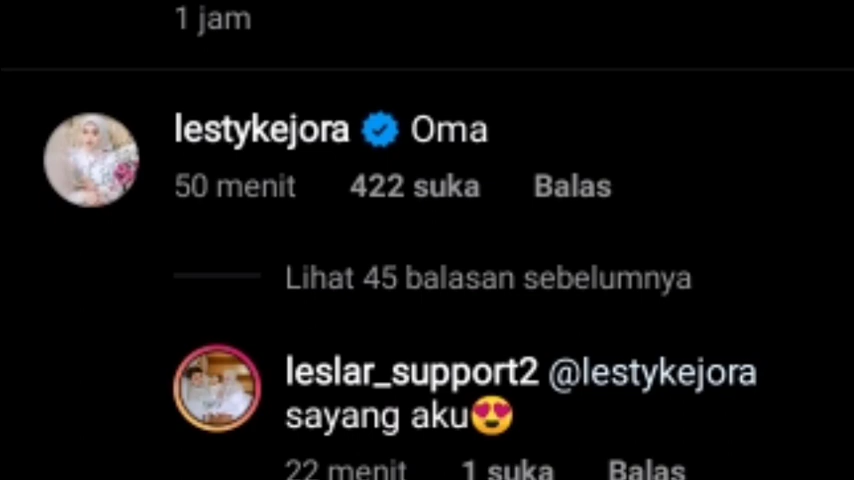 1 jam
lestykejora Oma
50 menit 422 suka Balas
Lihat 45 balasan sebelumnya
leslar_support2 @lestykejora
sayang aku😍
22 menit 1 suka Balas